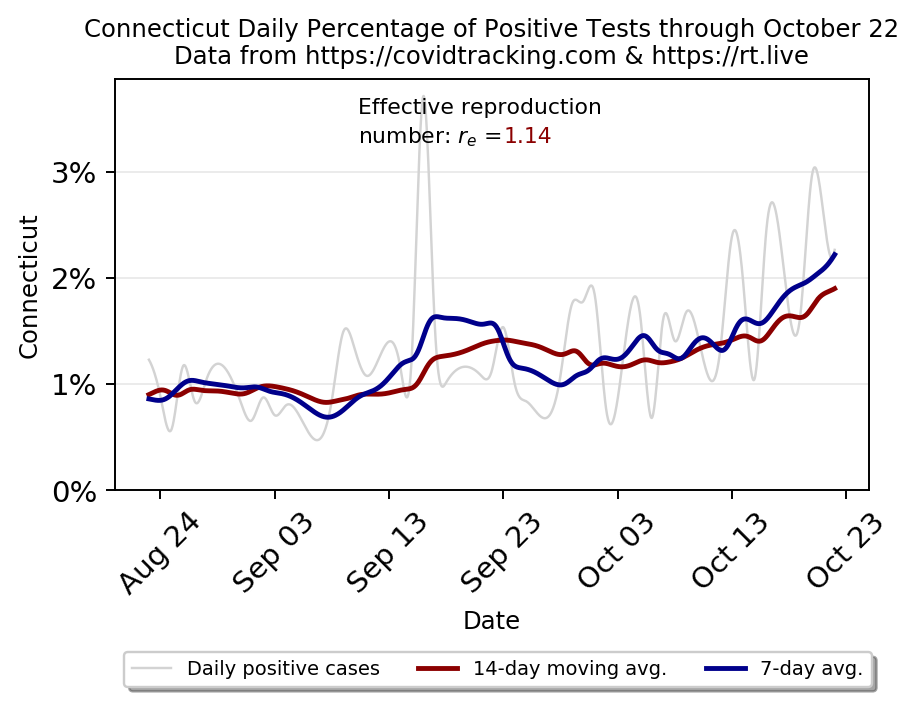 Connecticut Daily Percentage of Positive Tests through October 22
Data from https://covidtracking.com & https://rt.live
Effective reproduction
number: rₑ =1.14
3%
2%
1%
0%
Connecticut
Aug 24
Sep 03
Sep 13
Sep 23
Oct 03
Oct 13
Oct 23
Date
Daily positive cases
14-day moving avg.
7-day avg.